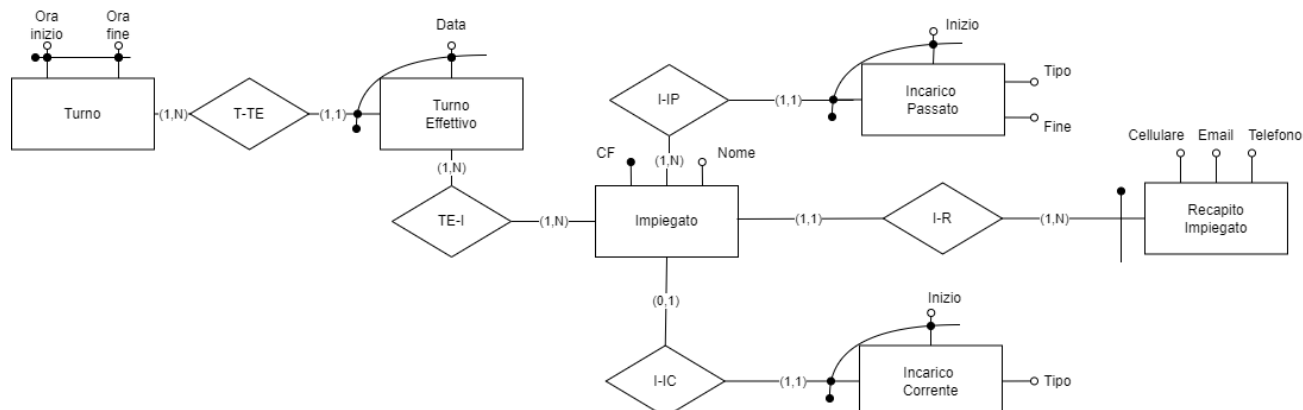 Ora
inizio
Ora
fine
Data
Inizio
Turno
(1,N)
T-TE
(1,1)
Turno
Effettivo
I-IP
(1,1)
Incarico
Passato
Tipo
Fine
(1,N)
CF
(1,N)
Nome
Cellulare
Email
Telefono
TE-I
(1,N)
Impiegato
(1,1)
I-R
(1,N)
Recapito
Impiegato
(0,1)
Inizio
I-IC
(1,1)
Incarico
Corrente
Tipo